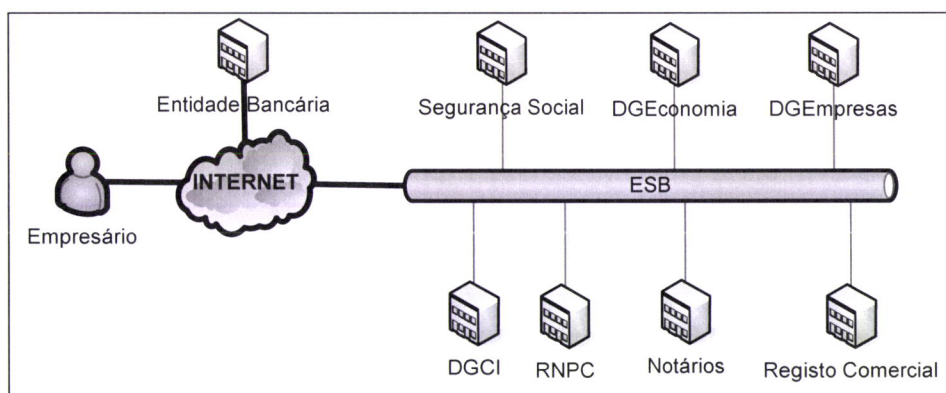 Entidade Bancária
Segurança Social
DGEconomia
DGEmpresas
INTERNET
ESB
Empresário
DGCI
RNPC
Notários
Registo Comercial